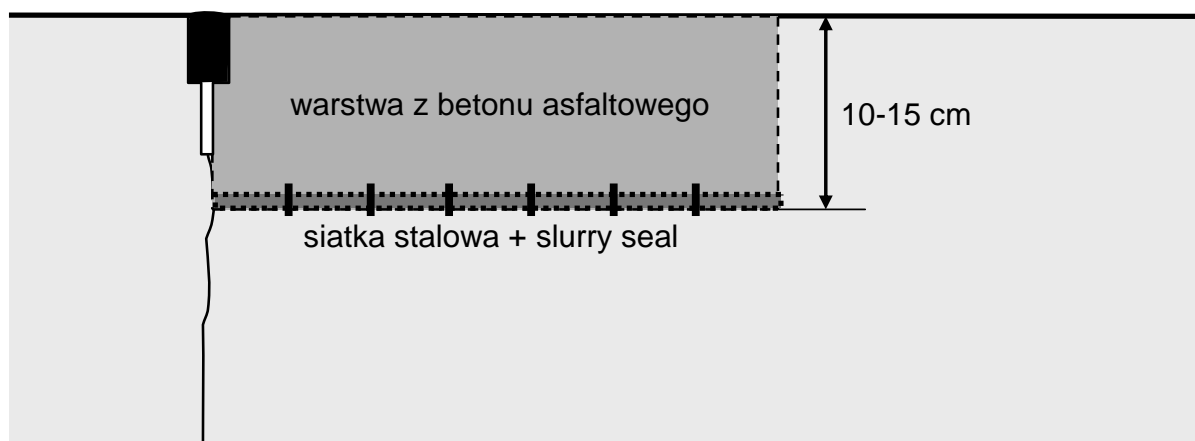 warstwa z betonu asfaltowego
10-15 cm
siatka stalowa + slurry seal